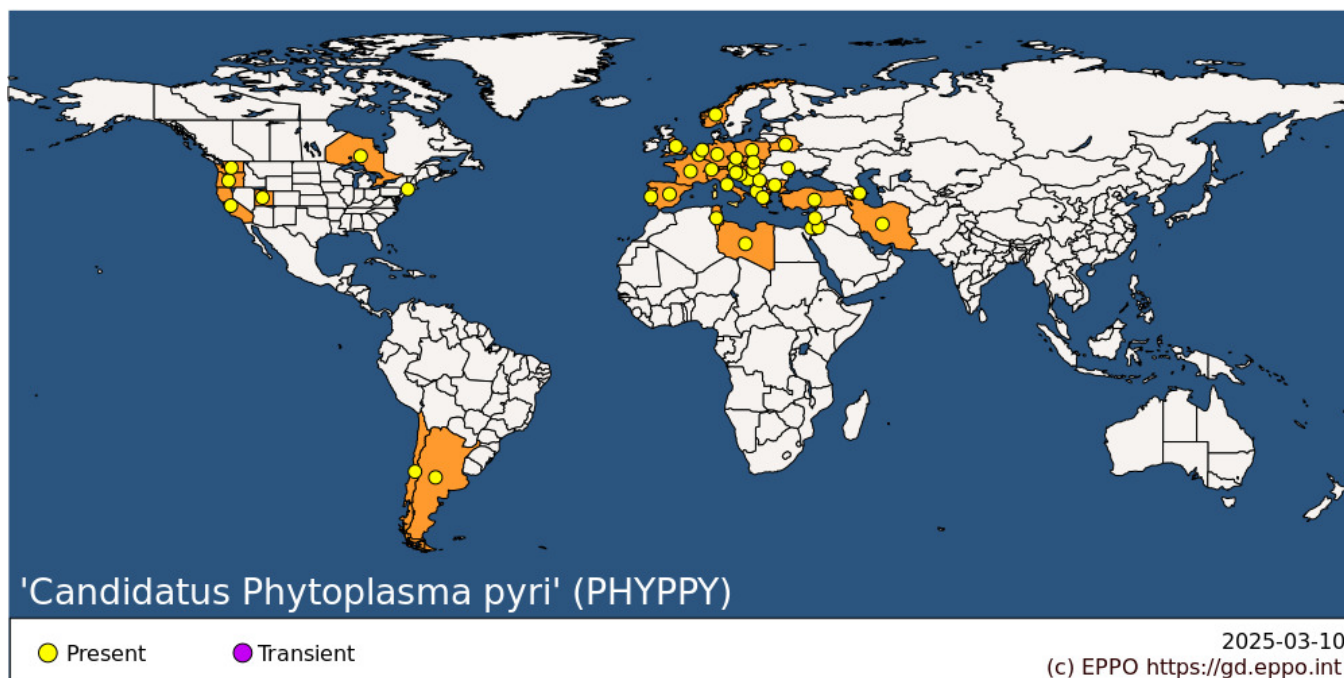 'Candidatus Phytoplasma pyri' (PHYPPY)
Present
Transient
2025-03-10
(c) EPPO https://gd.eppo.int